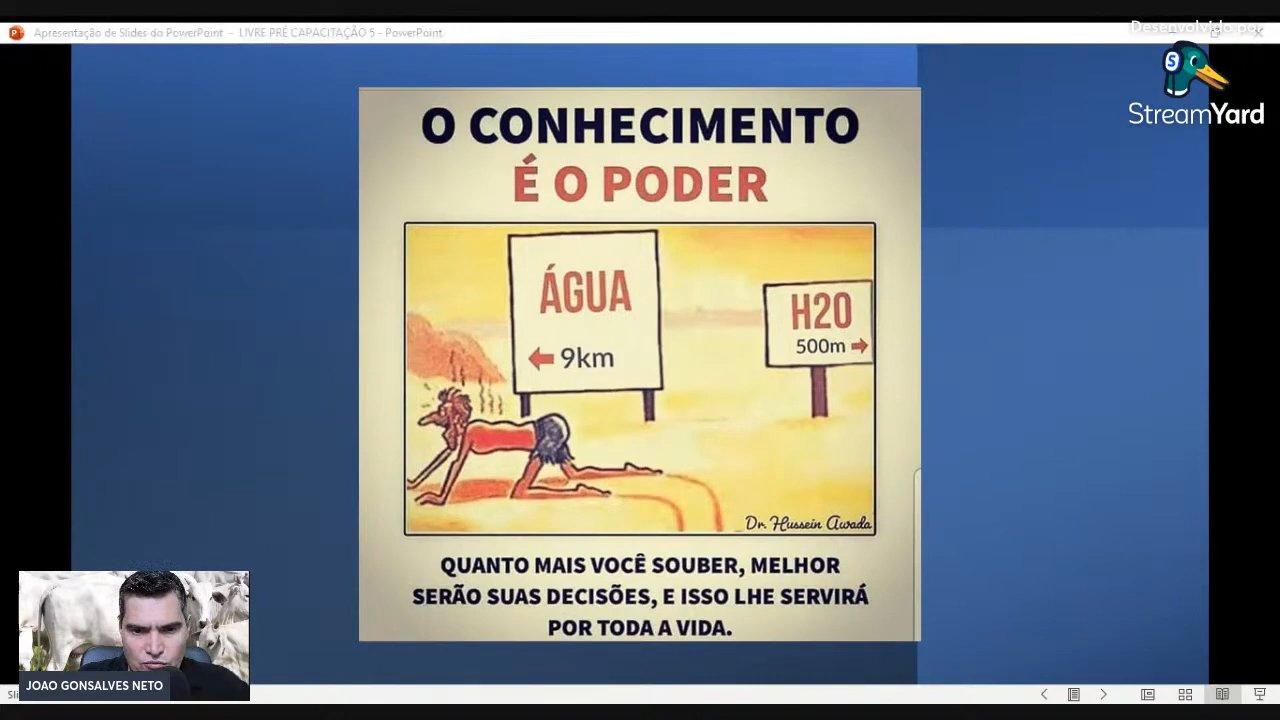 Apresentação de Slides do PowerPoint – LIVRE PRÉ CAPACITAÇÃO 5 - PowerPoint
Desenvolvido por
StreamYard
O CONHECIMENTO
É O PODER
ÁGUA
9km
H20
500m
Dr. Hussein Awada
QUANTO MAIS VOCÊ SOUBER, MELHOR
SERÃO SUAS DECISÕES, E ISSO LHE SERVIRÁ
POR TODA A VIDA.
JOAO GONSALVES NETO